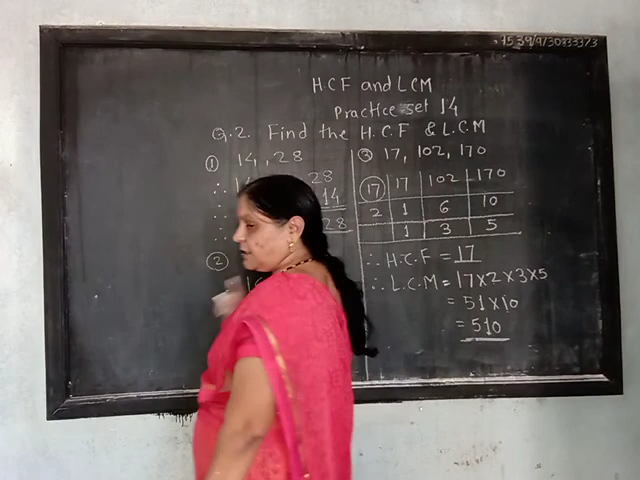 H.C.F and L.C.M
Practice set 14
Q.2. Find the H.C.F & L.C.M
① 14, 28
28
14
28
②
③ 17, 102, 170
17 17 102 170
2 1 6 10
1 3 5
∴ H.C.F = 17
∴ L.C.M = 17×2×3×5
= 51×10
= 510